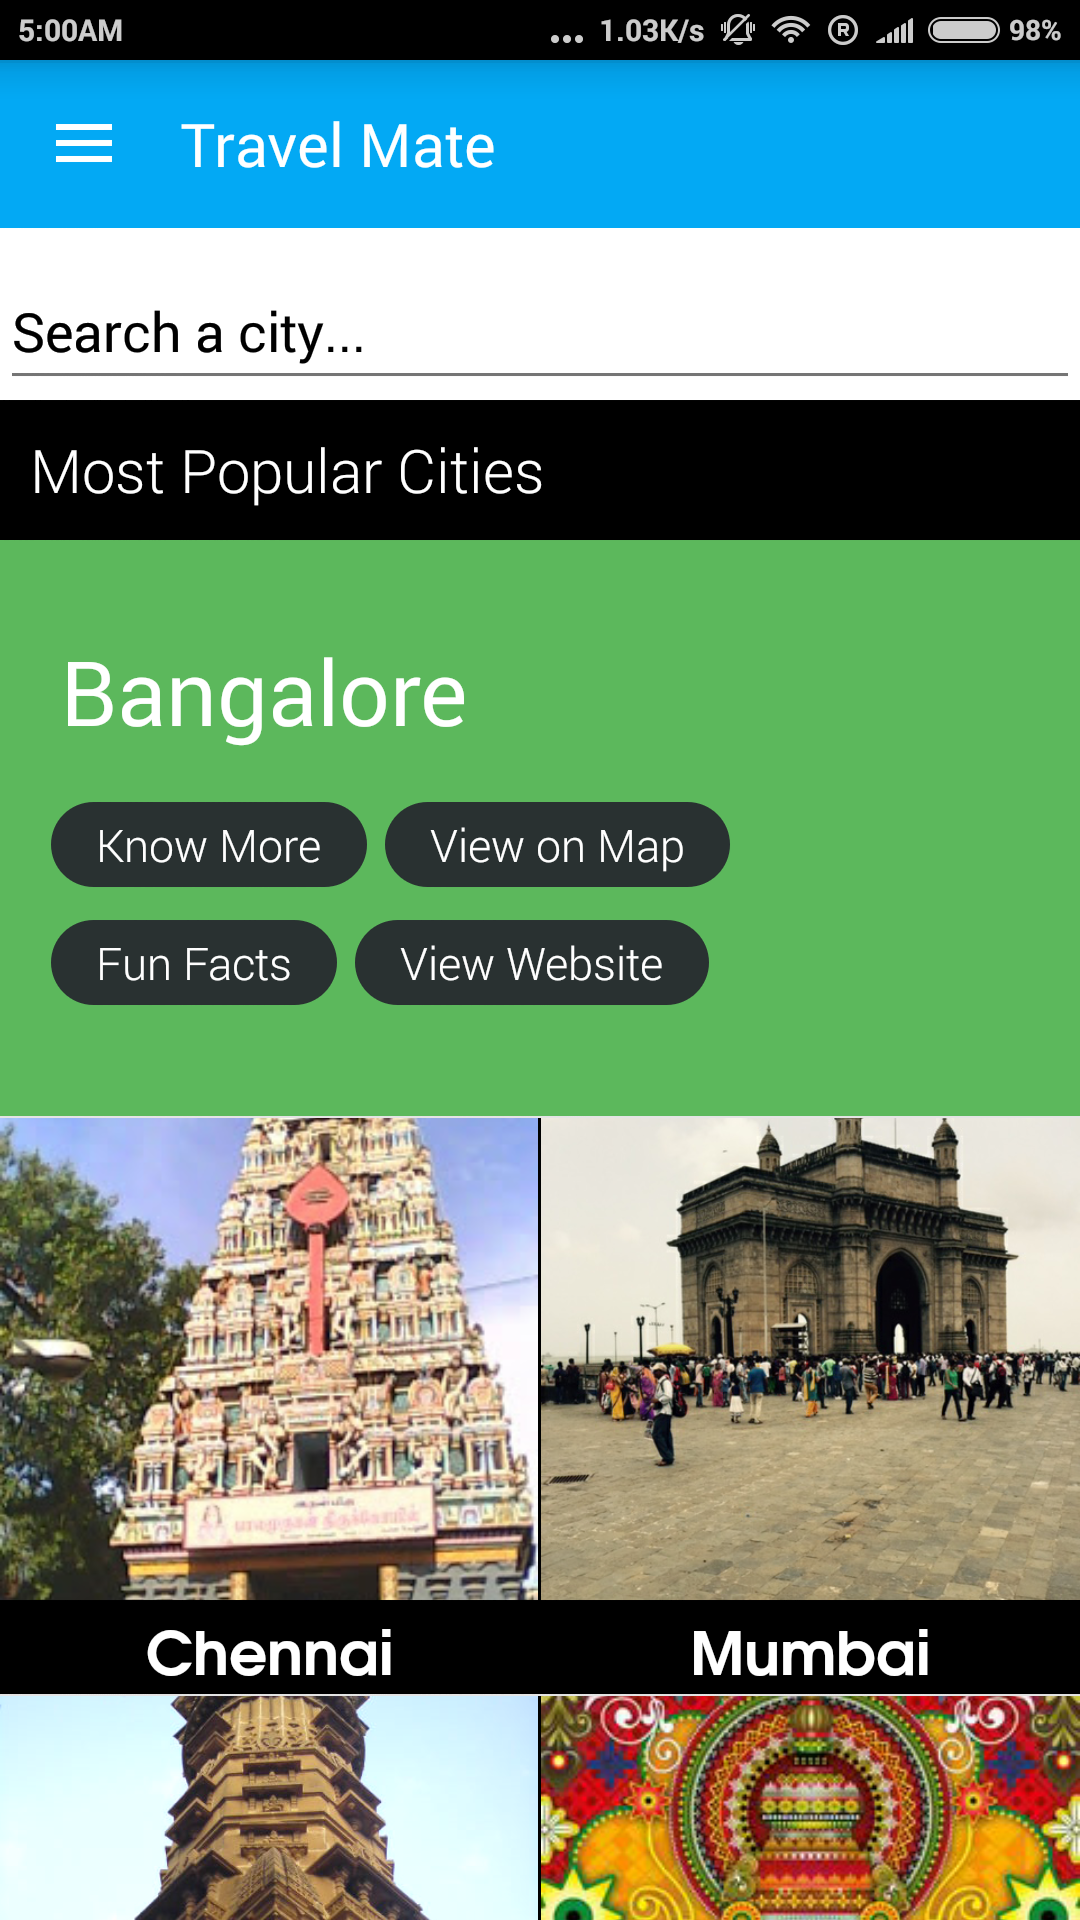 5:00AM ... 1.03K/s R 98%
Travel Mate
Search a city...
Most Popular Cities
Bangalore
Know More View on Map
Fun Facts View Website
Chennai Mumbai